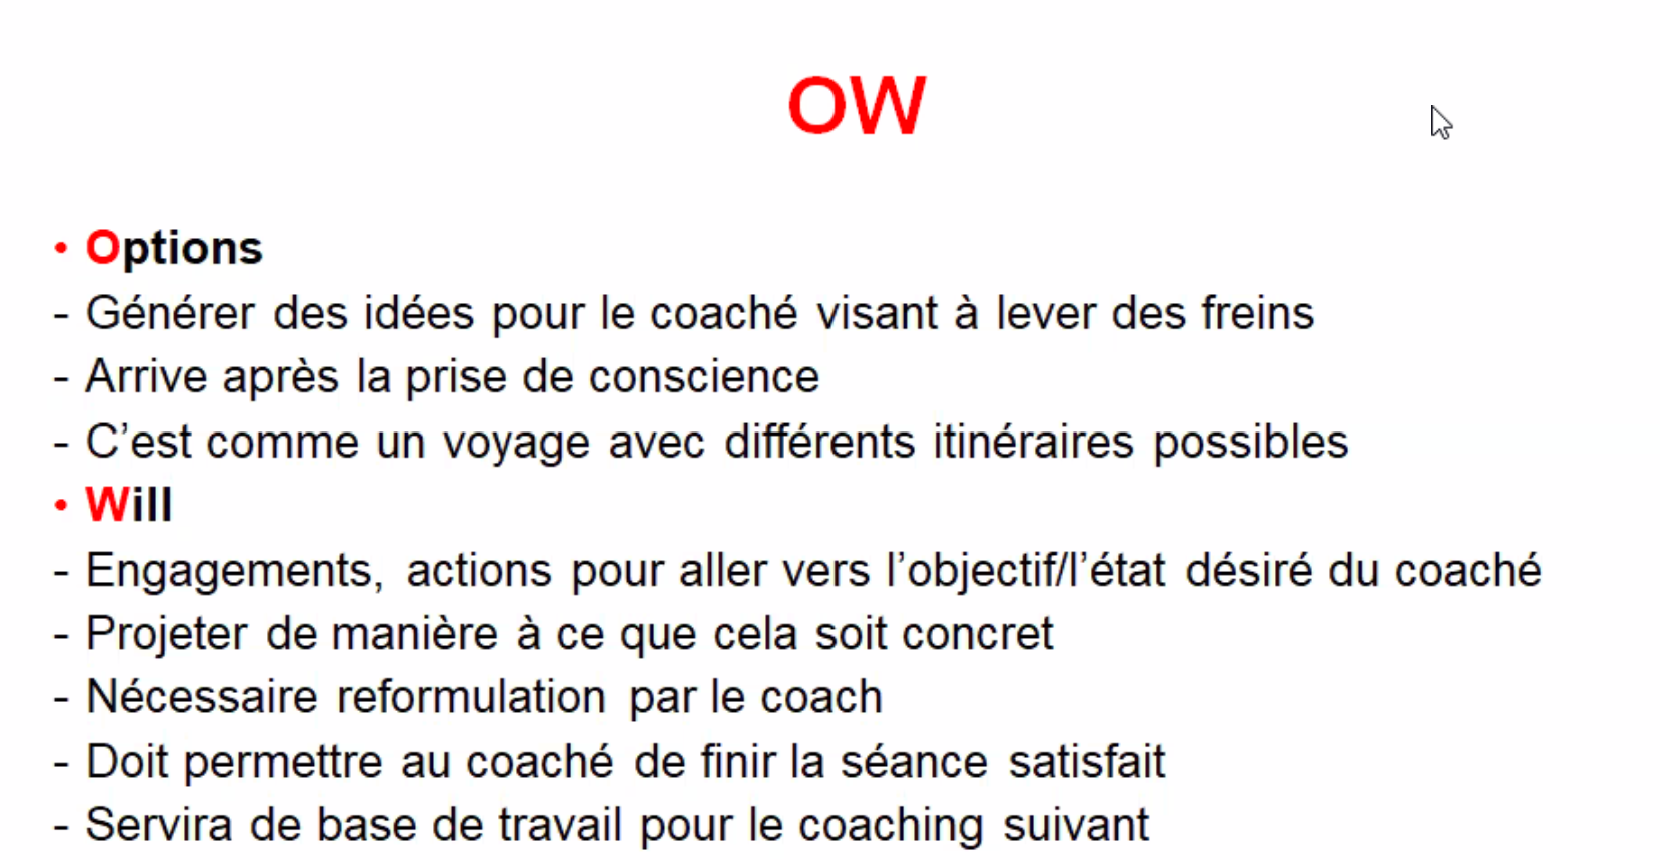 OW
• Options
- Générer des idées pour le coaché visant à lever des freins
- Arrive après la prise de conscience
- C’est comme un voyage avec différents itinéraires possibles
• Will
- Engagements, actions pour aller vers l’objectif/l’état désiré du coaché
- Projeter de manière à ce que cela soit concret
- Nécessaire reformulation par le coach
- Doit permettre au coaché de finir la séance satisfait
- Servira de base de travail pour le coaching suivant